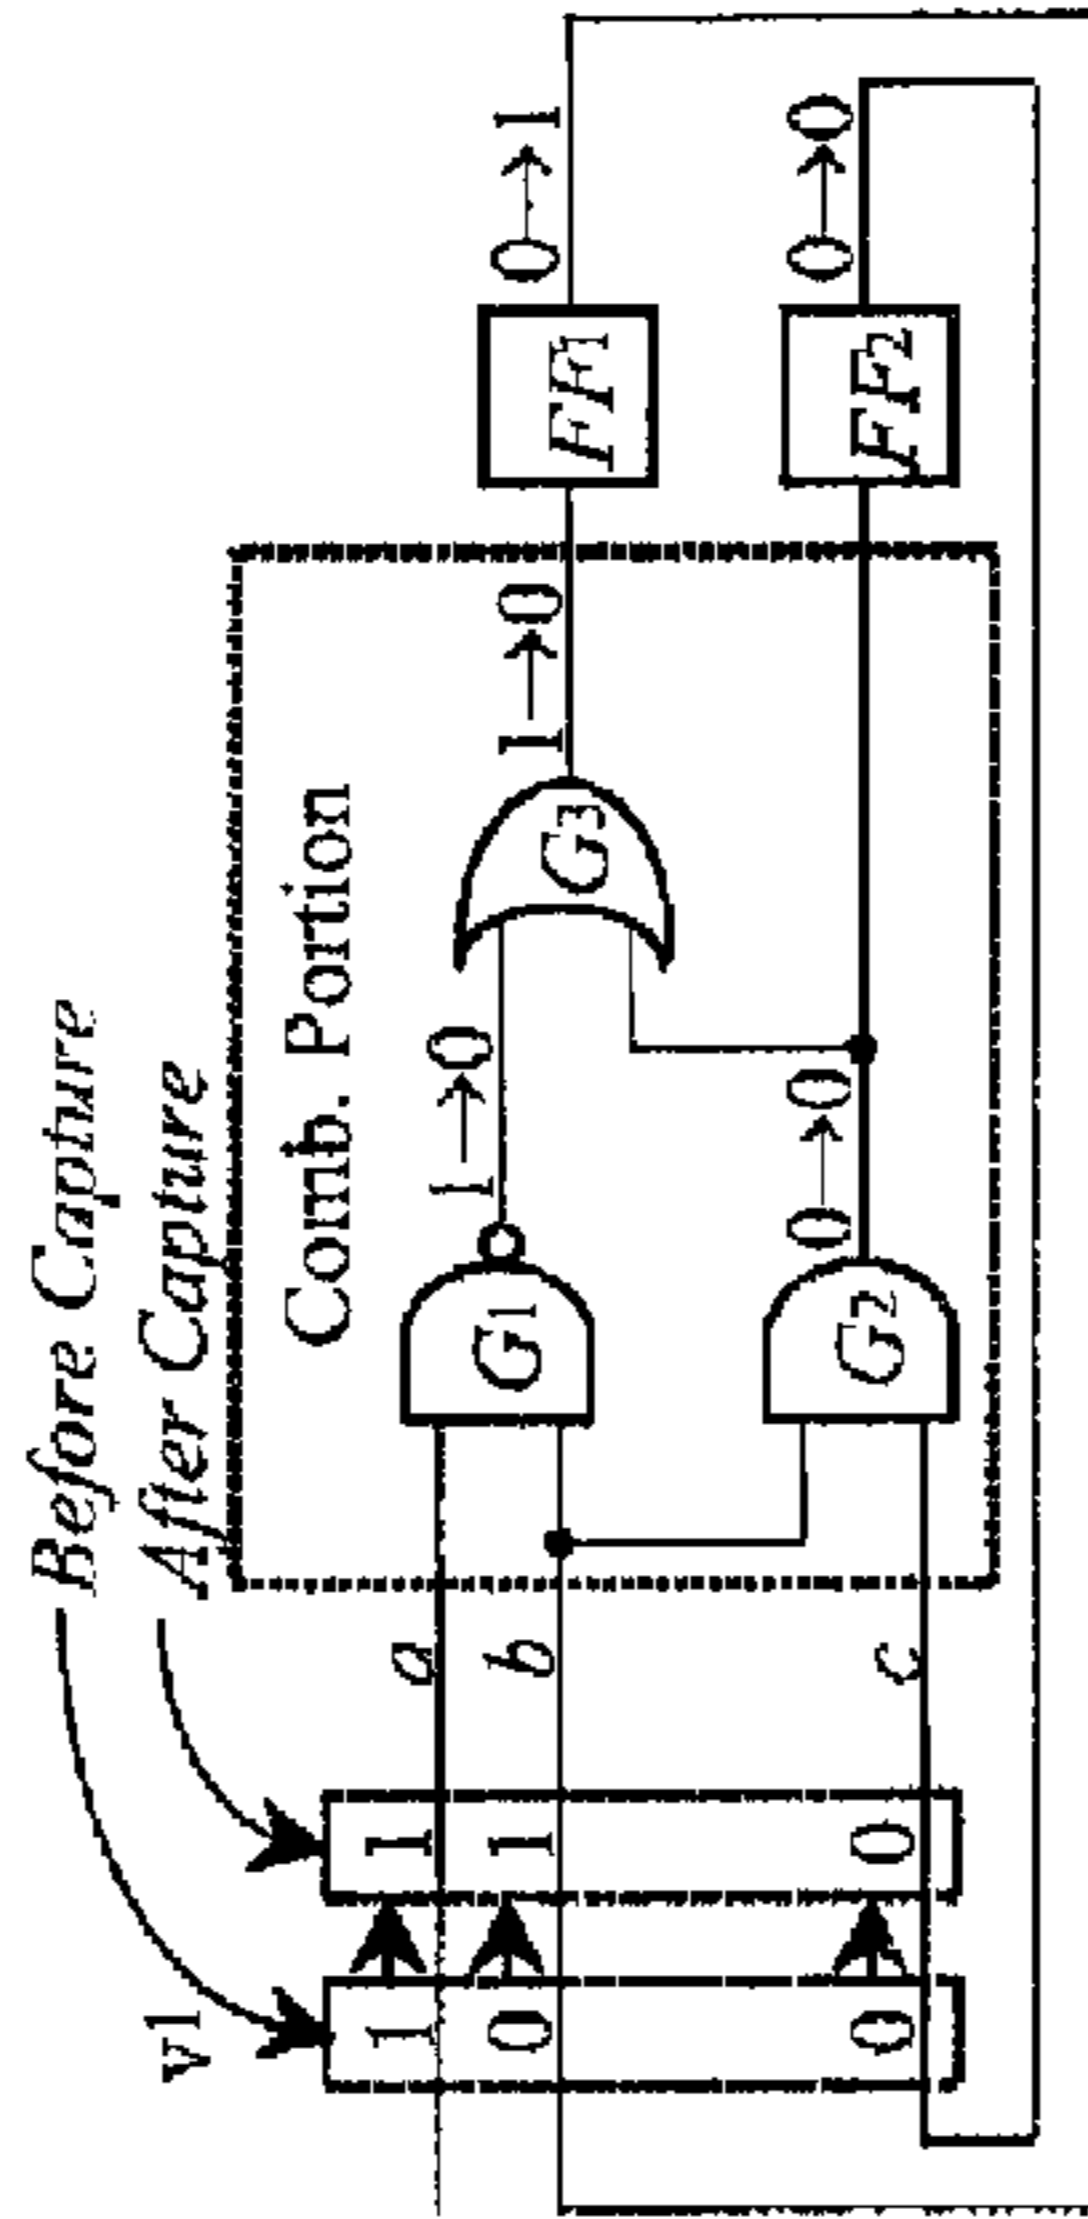 Before Capture
After Capture
v1
Comb. Portion
1 1
0 1
0 0
a
b
c
G1
G2
G3
1→0
0→0
1→0
FF1
FF2
0→1
0→0